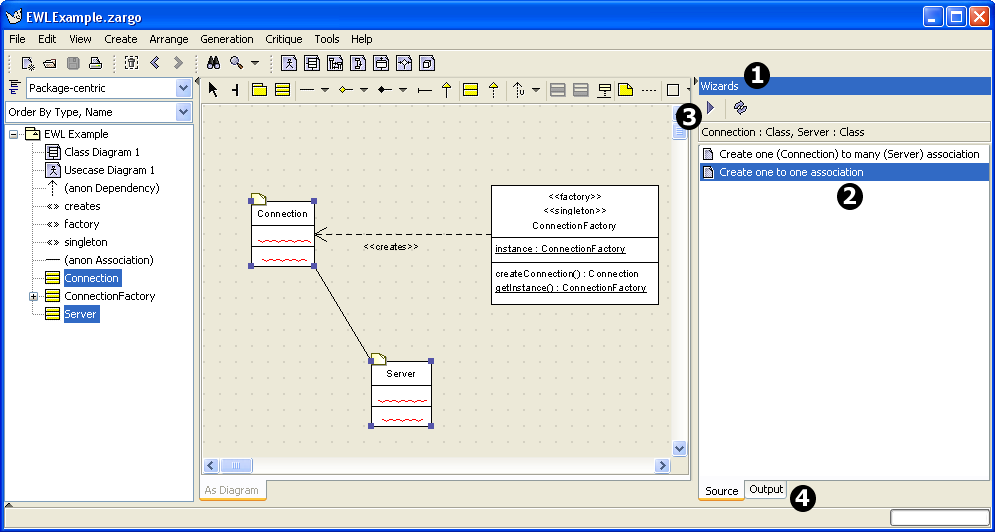 EWLExample.zargo
File Edit View Create Arrange Generation Critique Tools Help
Package-centric
Order By Type, Name
EWL Example
Class Diagram 1
Usecase Diagram 1
(anon Dependency)
«» creates
«» factory
«» singleton
(anon Association)
Connection
ConnectionFactory
Server
Connection
<<creates>>
<<factory>>
<<singleton>>
ConnectionFactory
instance : ConnectionFactory
createConnection() : Connection
getInstance() : ConnectionFactory
Server
As Diagram
1
Wizards
3
Connection : Class, Server : Class
Create one (Connection) to many (Server) association
Create one to one association
2
Source Output
4